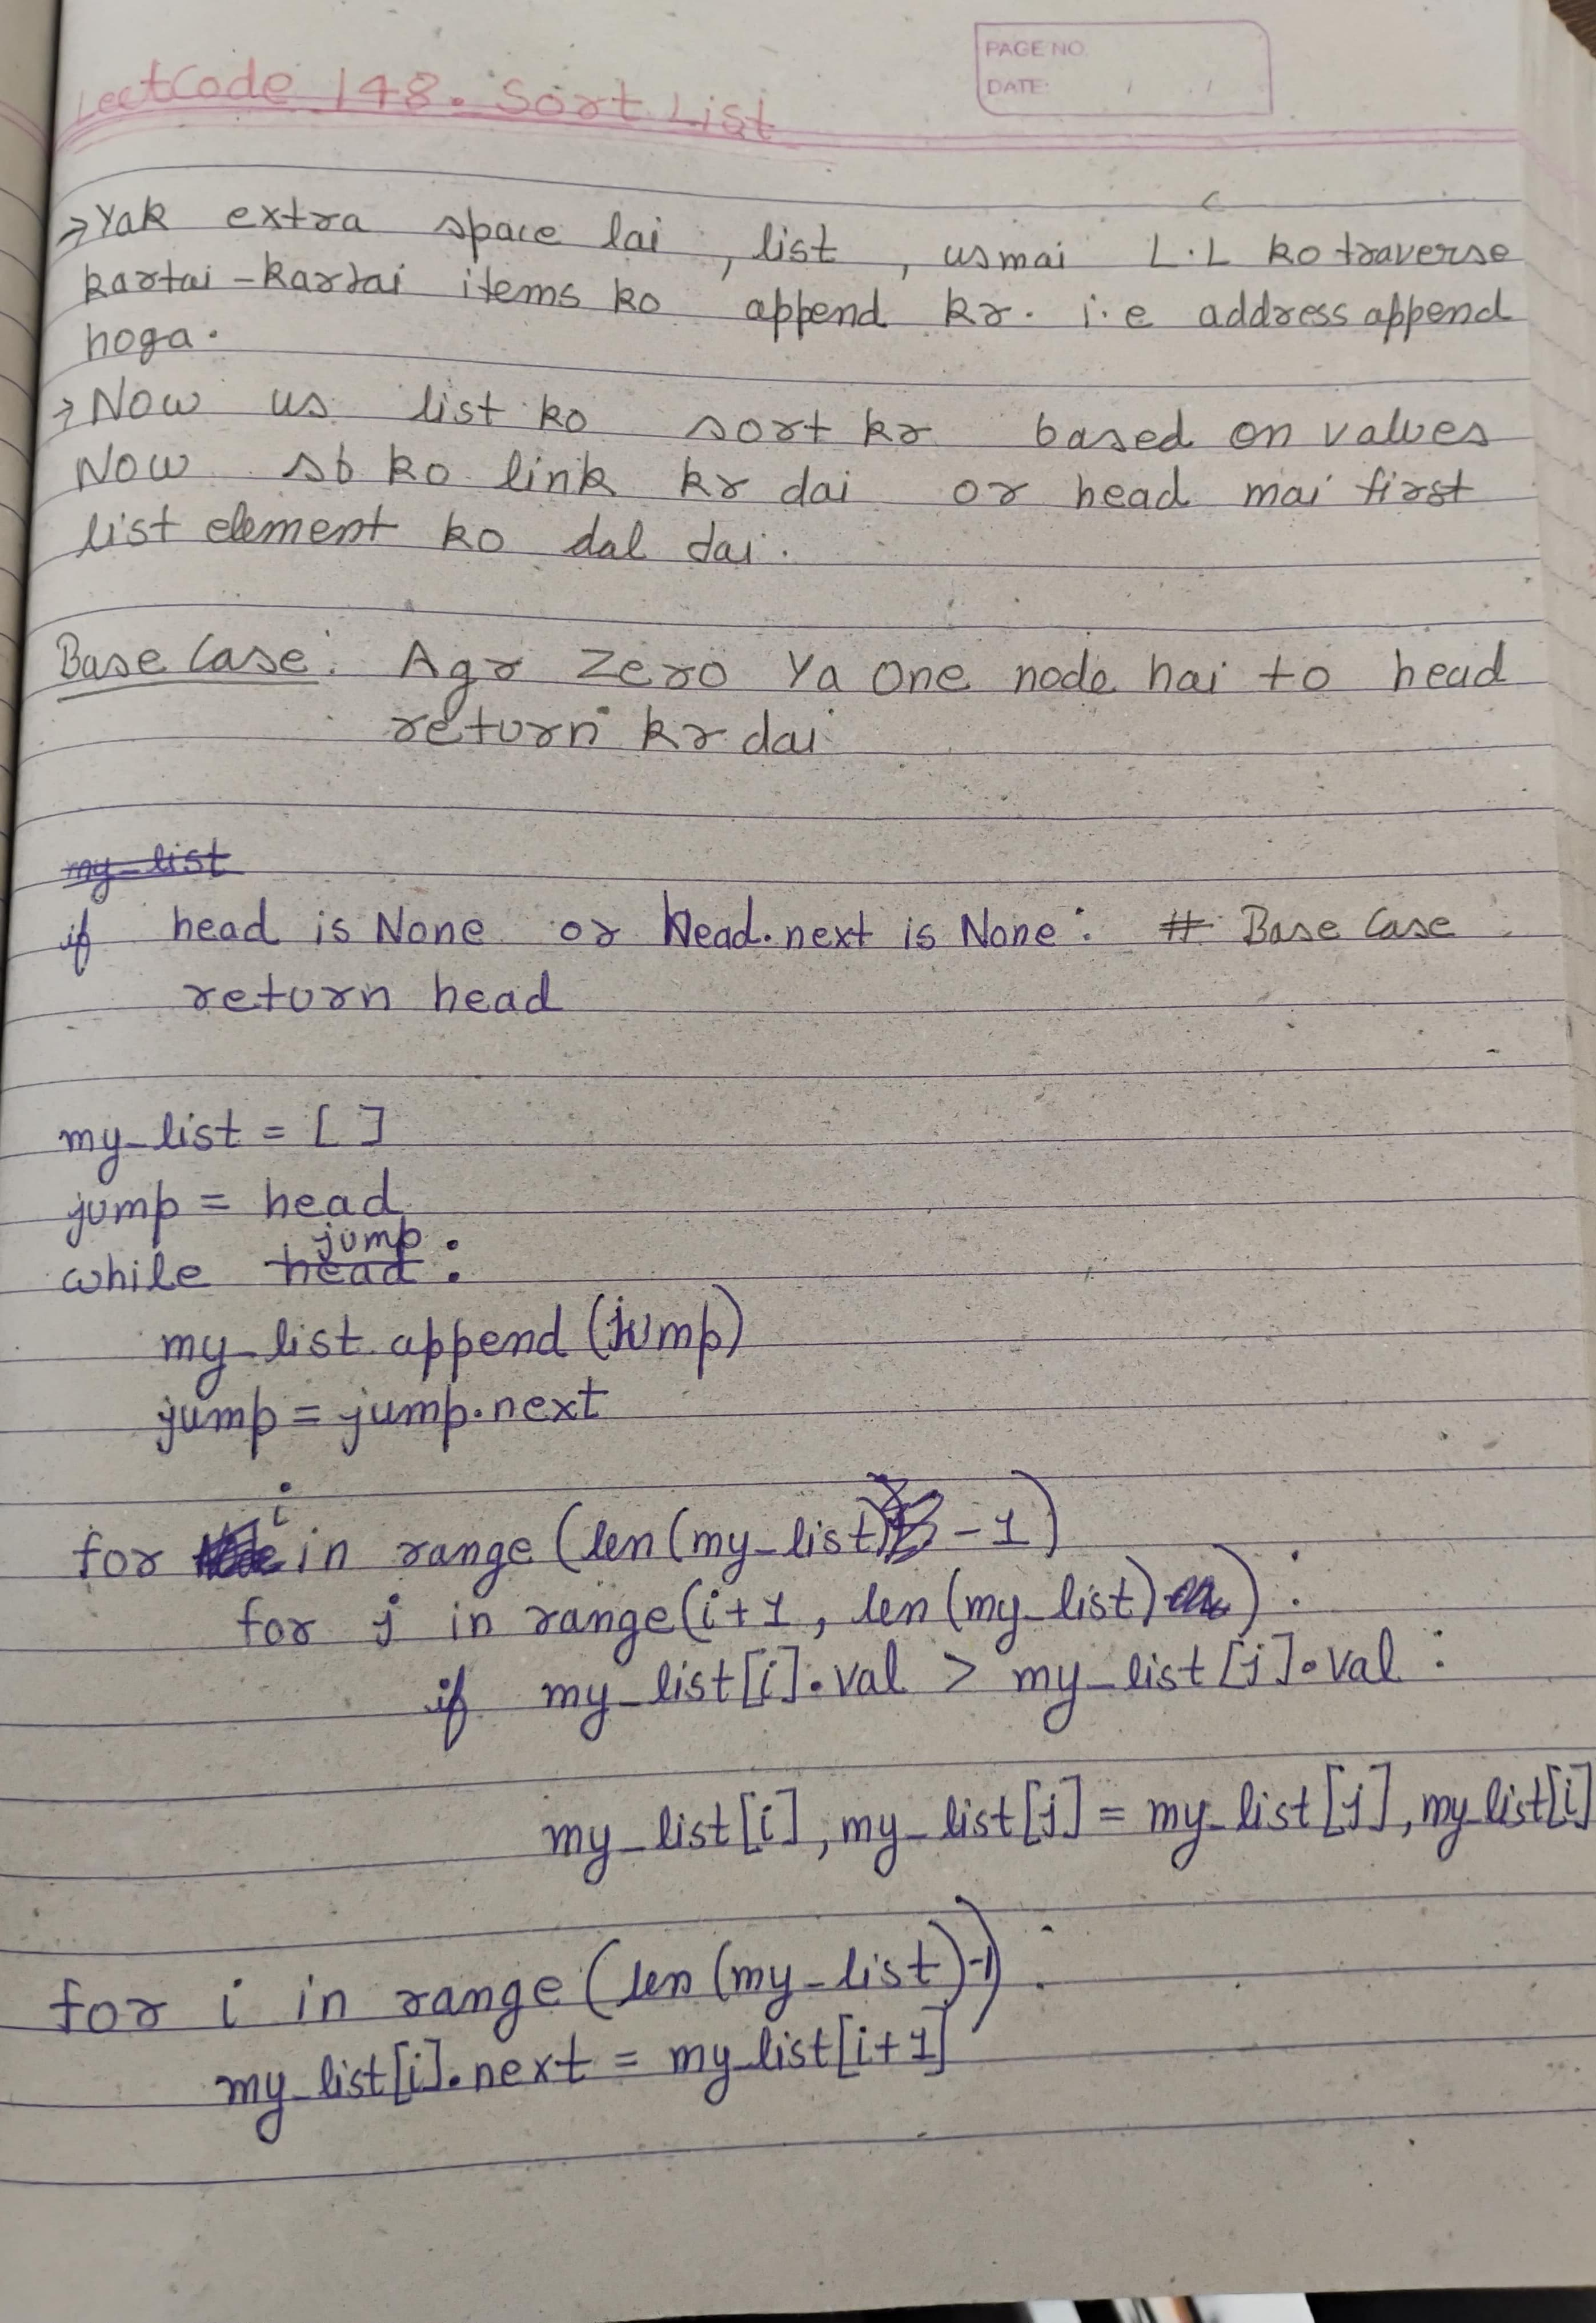 PAGE NO.
DATE: / /
LeetCode 148. Sort List
→ Yak extra space lai, list, usmai L.L ko traverse
kartai-kartai items ko append kr. i.e address append
hoga.
→ Now us list ko sort kr based on values
Now sb ko link kr dai or head mai first
list element ko dal dai.
Base Case: Agr Zero Ya One node hai to head
return kr dai
my_list
if head is None or head.next is None: # Base Case
return head
my_list = [ ]
jump = head
jump
while head :
my_list.append(jump)
jump = jump.next
i
for in range(len(my_list) -1)
for j in range(i+1, len(my_list)):
if my_list[i].val > my_list[j].val :
my_list[i], my_list[j] = my_list[j], my_list[i]
for i in range(len(my_list)-1):
my_list[i].next = my_list[i+1]